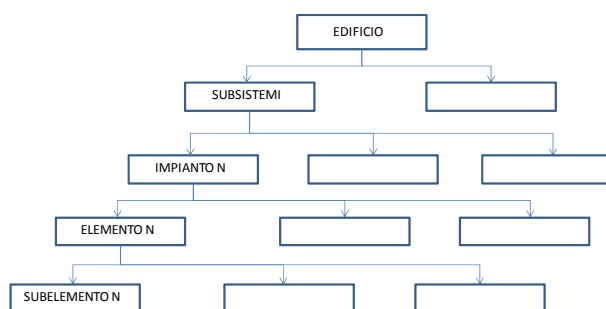 EDIFICIO
SUBSISTEMI
IMPIANTO N
ELEMENTO N
SUBELEMENTO N